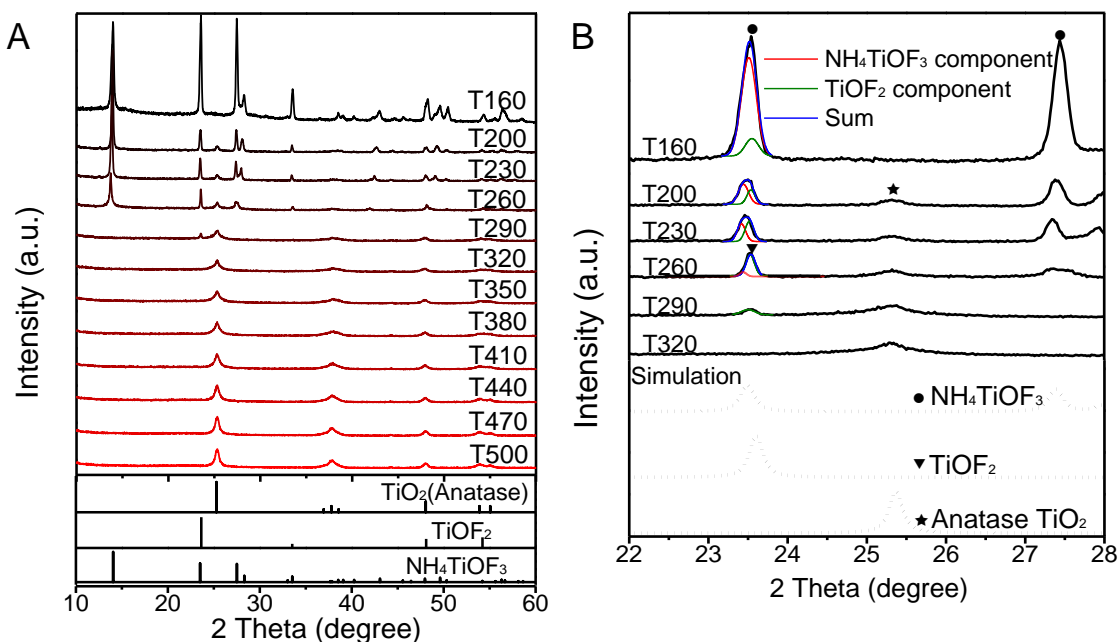 A
T160
T200
T230
T260
T290
T320
T350
T380
T410
T440
T470
T500
TiO₂(Anatase)
TiOF₂
NH₄TiOF₃
10 20 30 40 50 60
2 Theta (degree)
Intensity (a.u.)
B
NH₄TiOF₃ component
TiOF₂ component
Sum
T160
T200
T230
T260
T290
T320
Simulation
NH₄TiOF₃
TiOF₂
Anatase TiO₂
22 23 24 25 26 27 28
2 Theta (degree)
Intensity (a.u.)